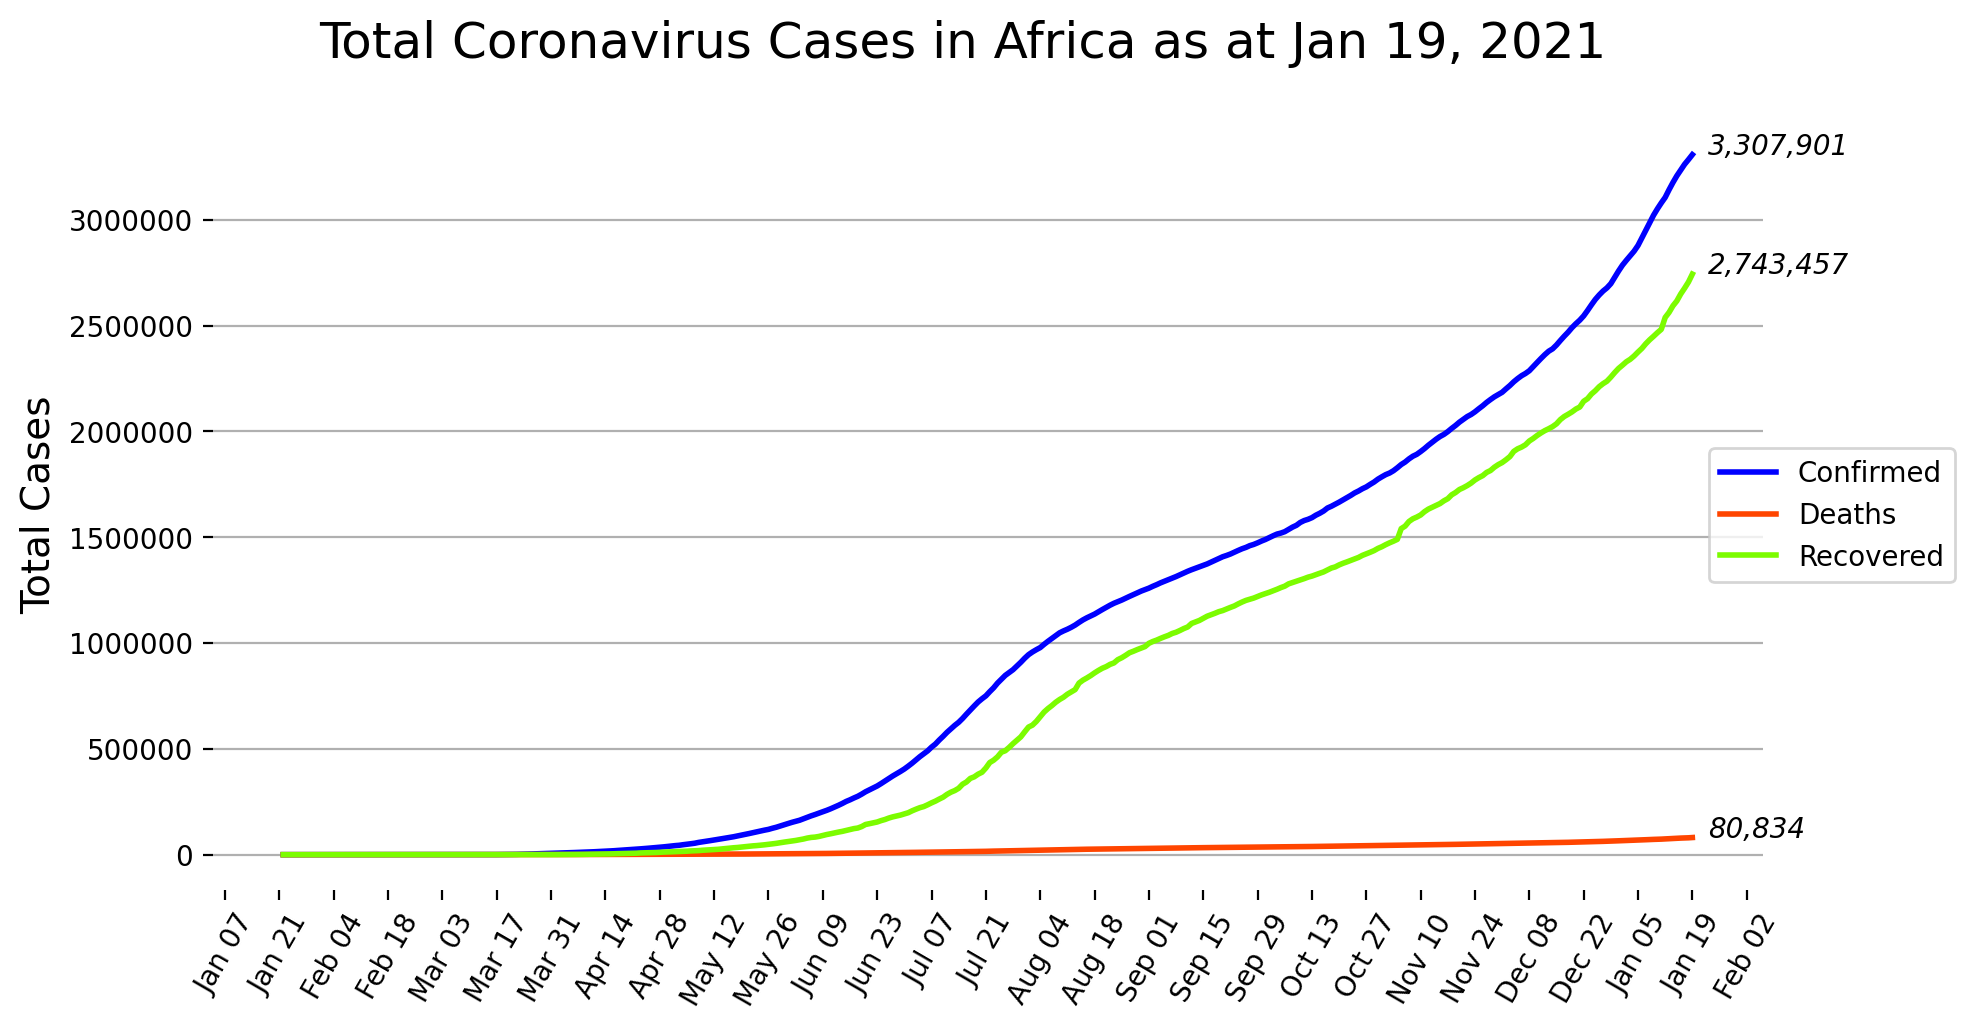 Total Coronavirus Cases in Africa as at Jan 19, 2021
Total Cases
3000000
2500000
2000000
1500000
1000000
500000
0
3,307,901
2,743,457
80,834
Confirmed
Deaths
Recovered
Jan 07
Jan 21
Feb 04
Feb 18
Mar 03
Mar 17
Mar 31
Apr 14
Apr 28
May 12
May 26
Jun 09
Jun 23
Jul 07
Jul 21
Aug 04
Aug 18
Aug 01
Sep 01
Sep 15
Sep 29
Oct 13
Oct 27
Nov 10
Nov 24
Dec 08
Dec 22
Jan 05
Jan 19
Feb 02